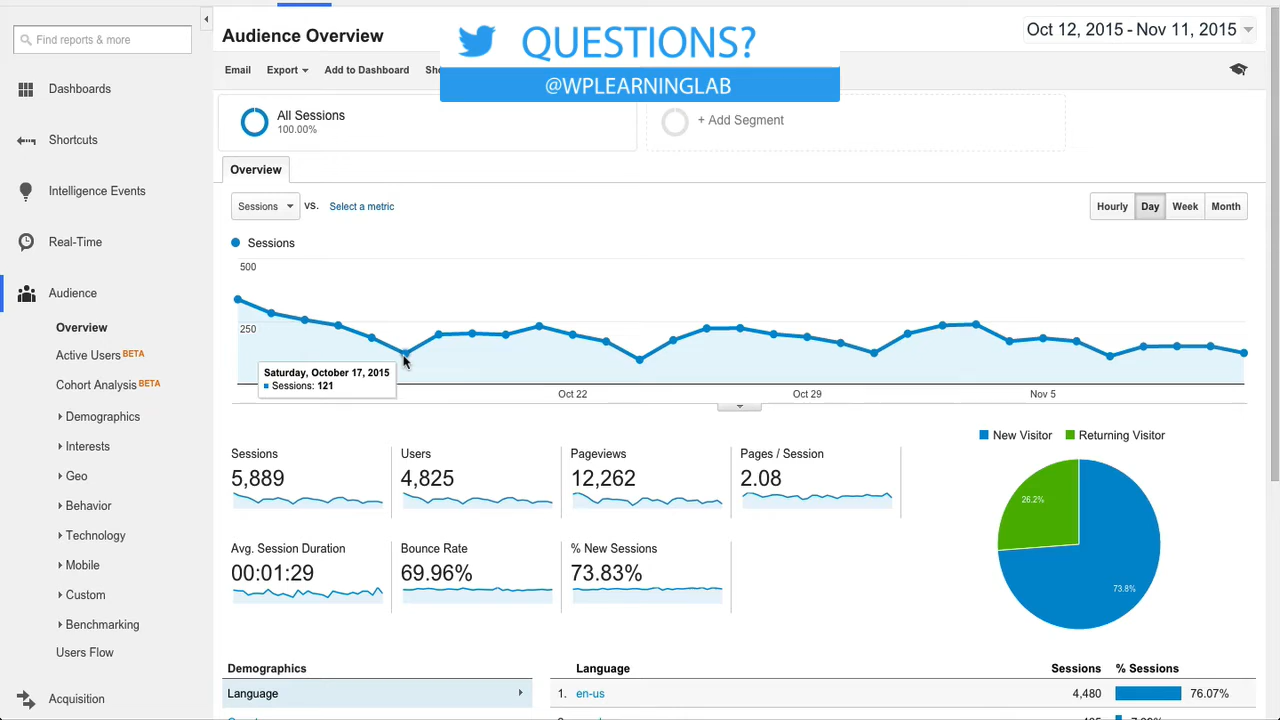 Find reports & more
Dashboards
Shortcuts
Intelligence Events
Real-Time
Audience
Overview
Active Users BETA
Cohort Analysis BETA
Demographics
Interests
Geo
Behavior
Technology
Mobile
Custom
Benchmarking
Users Flow
Acquisition
Audience Overview
QUESTIONS?
@WPLEARNINGLAB
Oct 12, 2015 - Nov 11, 2015
Email Export Add to Dashboard
All Sessions
100.00%
+ Add Segment
Overview
Sessions VS. Select a metric
Hourly Day Week Month
Sessions
500
250
Saturday, October 17, 2015
Sessions: 121
Oct 22 Oct 29 Nov 5
New Visitor Returning Visitor
26.2%
73.8%
Sessions Users Pageviews Pages / Session
5,889 4,825 12,262 2.08
Avg. Session Duration Bounce Rate % New Sessions
00:01:29 69.96% 73.83%
Demographics
Language
Language Sessions % Sessions
1. en-us 4,480 76.07%